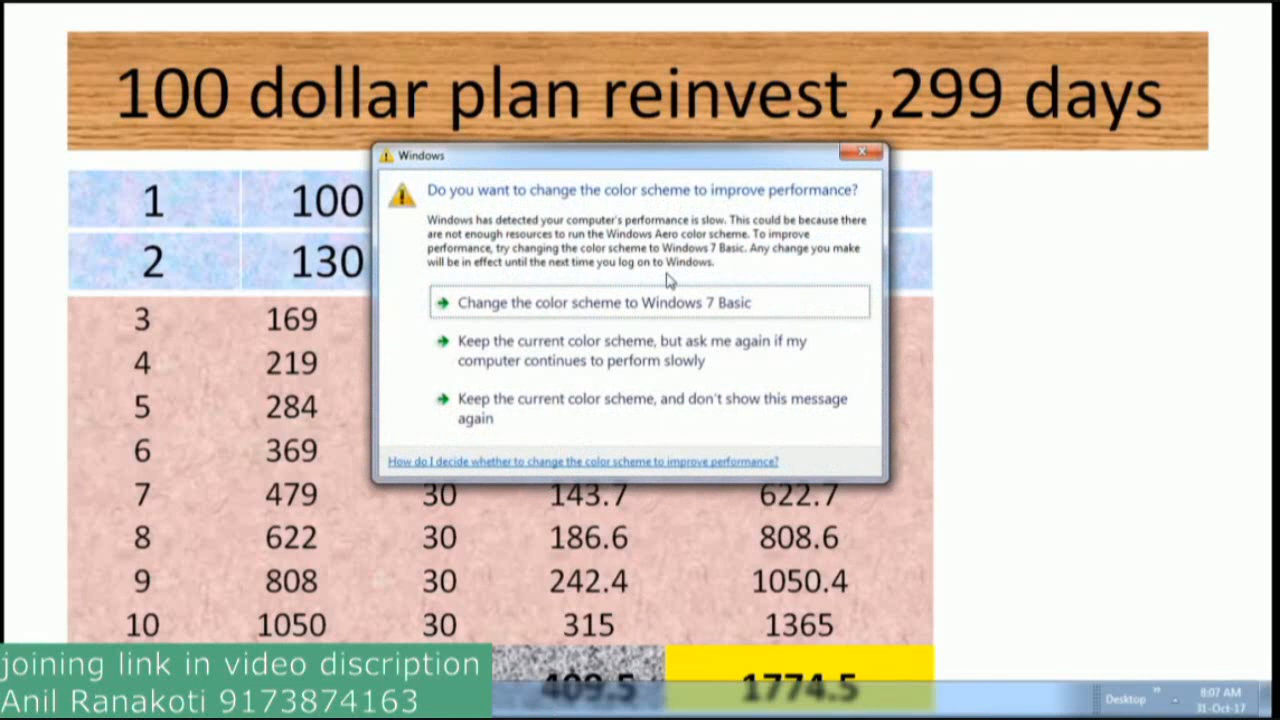 100 dollar plan reinvest ,299 days
Windows
Do you want to change the color scheme to improve performance?
Windows has detected your computer's performance is slow. This could be because there
are not enough resources to run the Windows Aero color scheme. To improve
performance, try changing the color scheme to Windows 7 Basic. Any change you make
will be in effect until the next time you log on to Windows.
Change the color scheme to Windows 7 Basic
Keep the current color scheme, but ask me again if my
computer continues to perform slowly
Keep the current color scheme, and don't show this message
again
How do I decide whether to change the color scheme to improve performance?
1 100
2 130
3 169
4 219
5 284
6 369
7 479 30 143.7 622.7
8 622 30 186.6 808.6
9 808 30 242.4 1050.4
10 1050 30 315 1365
409.5 1774.5
joining link in video discription
Anil Ranakoti 9173874163
Desktop
8:07 AM
31-Oct-17